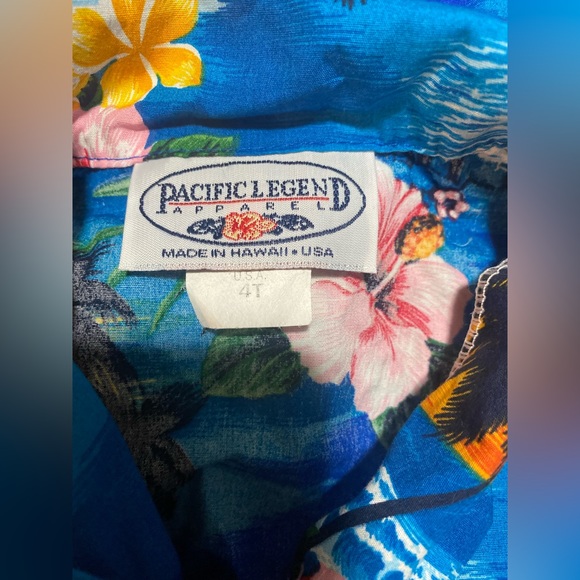 PACIFIC LEGEND
APPAREL
MADE IN HAWAII • USA
U.S.A.
4T